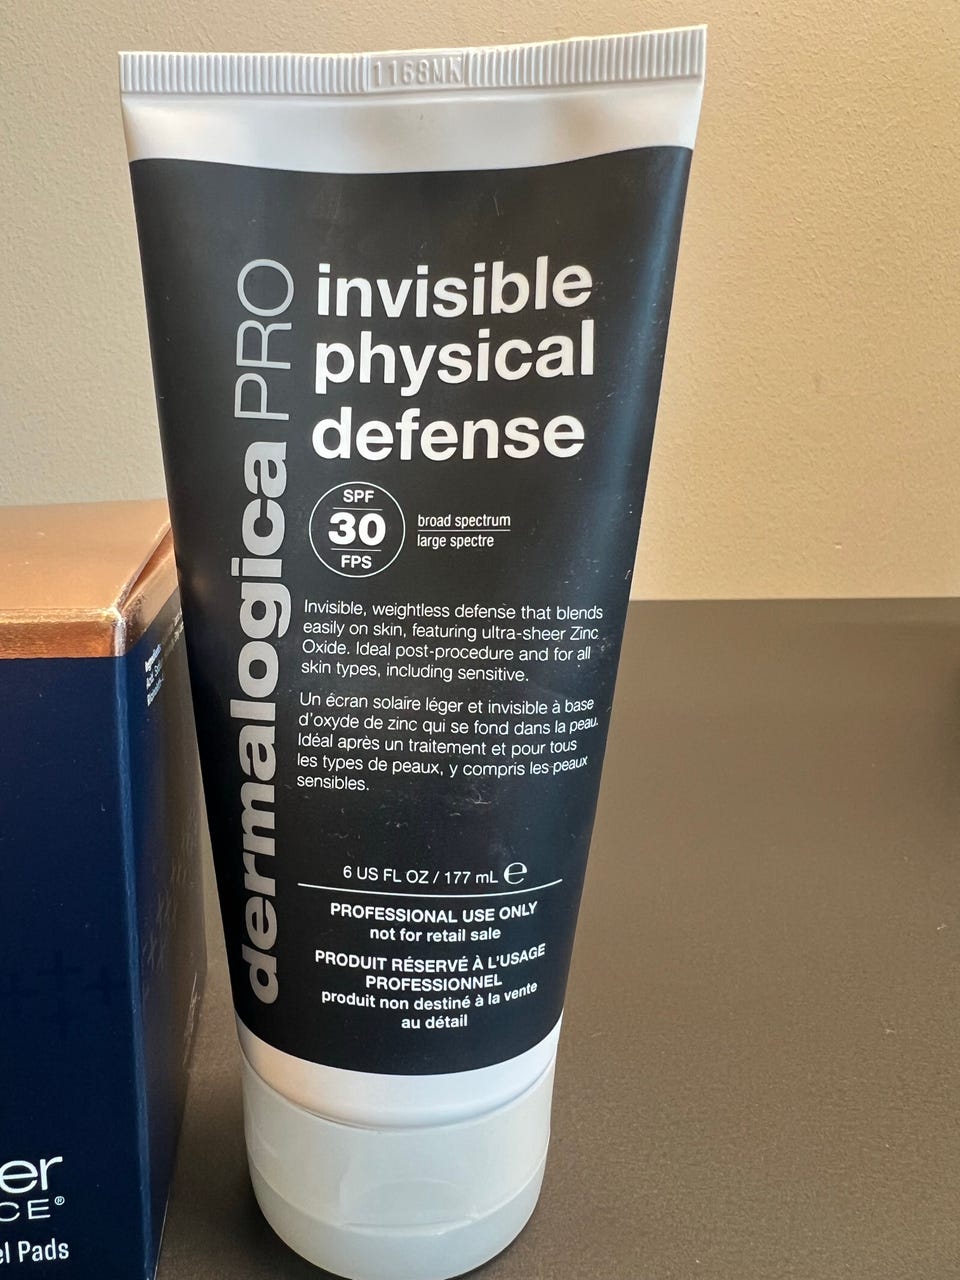 1168MK
dermalogica PRO
invisible
physical
defense
SPF
30
FPS
broad spectrum
large spectre
Invisible, weightless defense that blends
easily on skin, featuring ultra-sheer Zinc
Oxide. Ideal post-procedure and for all
skin types, including sensitive.
Un écran solaire léger et invisible à base
d'oxyde de zinc qui se fond dans la peau.
Idéal après un traitement et pour tous
les types de peaux, y compris les peaux
sensibles.
6 US FL OZ / 177 mL ℮
PROFESSIONAL USE ONLY
not for retail sale
PRODUIT RÉSERVÉ À L'USAGE
PROFESSIONNEL
produit non destiné à la vente
au détail
er
CE®
el Pads